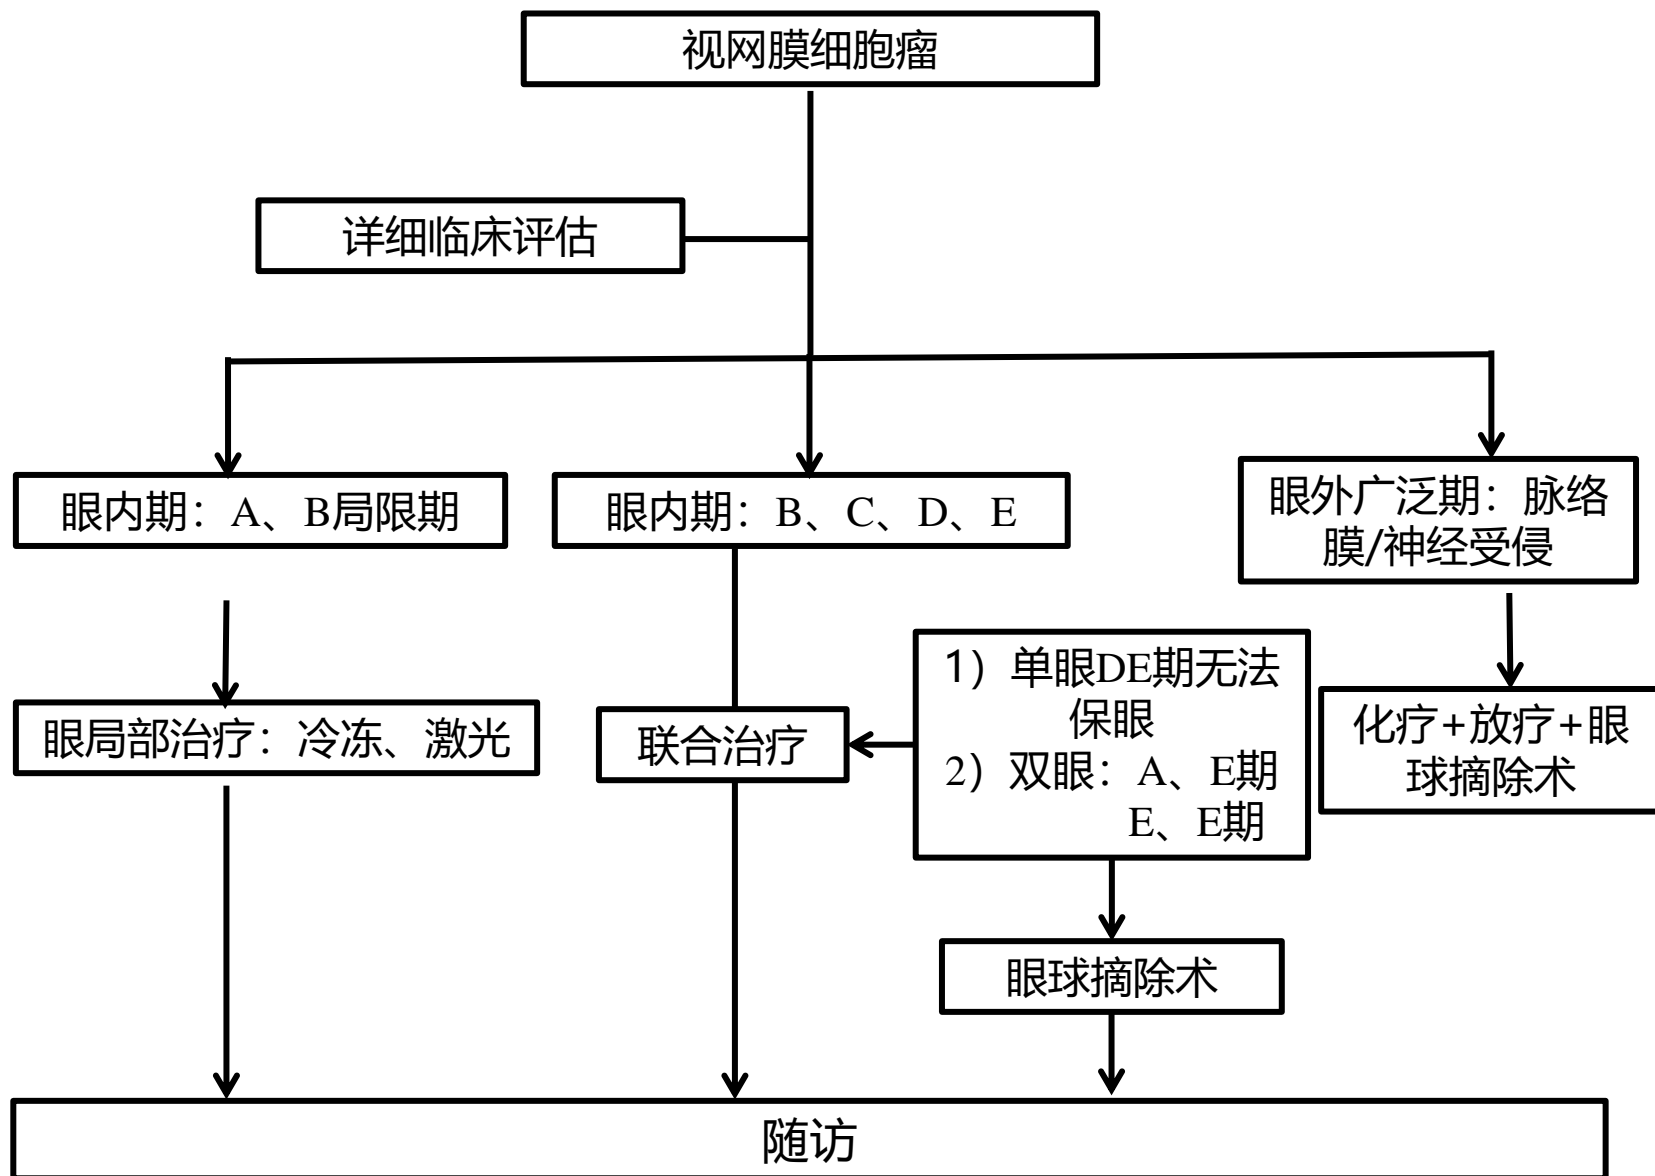 视网膜细胞瘤
详细临床评估
眼内期：A、B局限期
眼内期：B、C、D、E
眼外广泛期：脉络
膜/神经受侵
眼局部治疗：冷冻、激光
联合治疗
1）单眼DE期无法
保眼
2）双眼：A、E期
E、E期
化疗+放疗+眼
球摘除术
眼球摘除术
随访